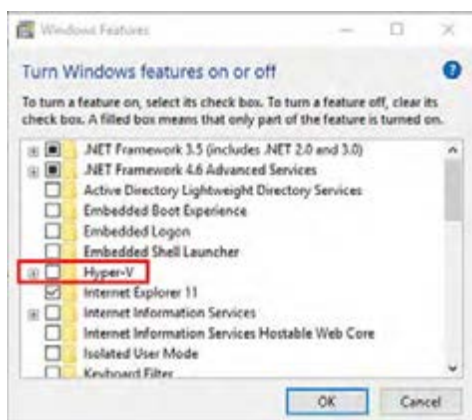 Windows Features
Turn Windows features on or off
To turn a feature on, select its check box. To turn a feature off, clear its
check box. A filled box means that only part of the feature is turned on.
.NET Framework 3.5 (includes .NET 2.0 and 3.0)
.NET Framework 4.6 Advanced Services
Active Directory Lightweight Directory Services
Embedded Boot Experience
Embedded Logon
Embedded Shell Launcher
Hyper-V
Internet Explorer 11
Internet Information Services
Internet Information Services Hostable Web Core
Isolated User Mode
Keyboard Filter
OK
Cancel